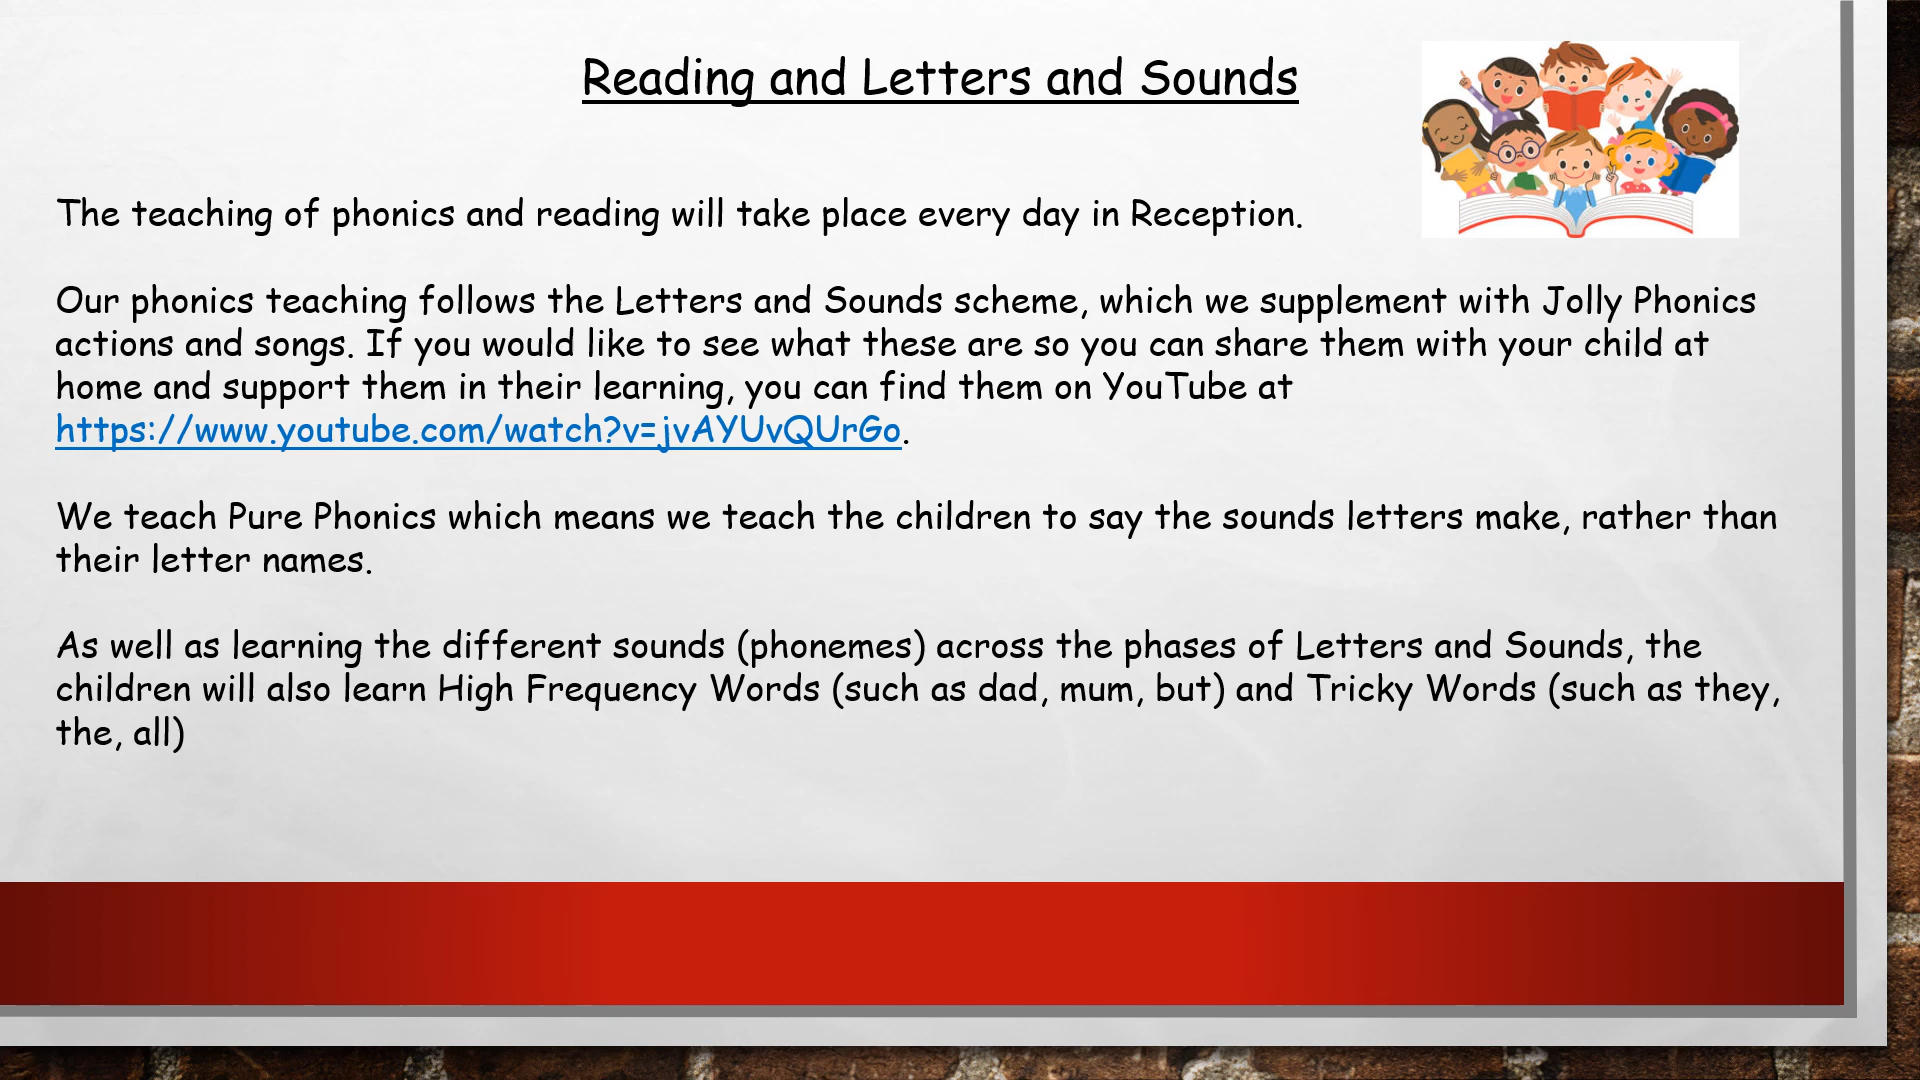 Reading and Letters and Sounds
The teaching of phonics and reading will take place every day in Reception.
Our phonics teaching follows the Letters and Sounds scheme, which we supplement with Jolly Phonics
actions and songs. If you would like to see what these are so you can share them with your child at
home and support them in their learning, you can find them on YouTube at
https://www.youtube.com/watch?v=jvAYUvQUrGo.
We teach Pure Phonics which means we teach the children to say the sounds letters make, rather than
their letter names.
As well as learning the different sounds (phonemes) across the phases of Letters and Sounds, the
children will also learn High Frequency Words (such as dad, mum, but) and Tricky Words (such as they,
the, all)